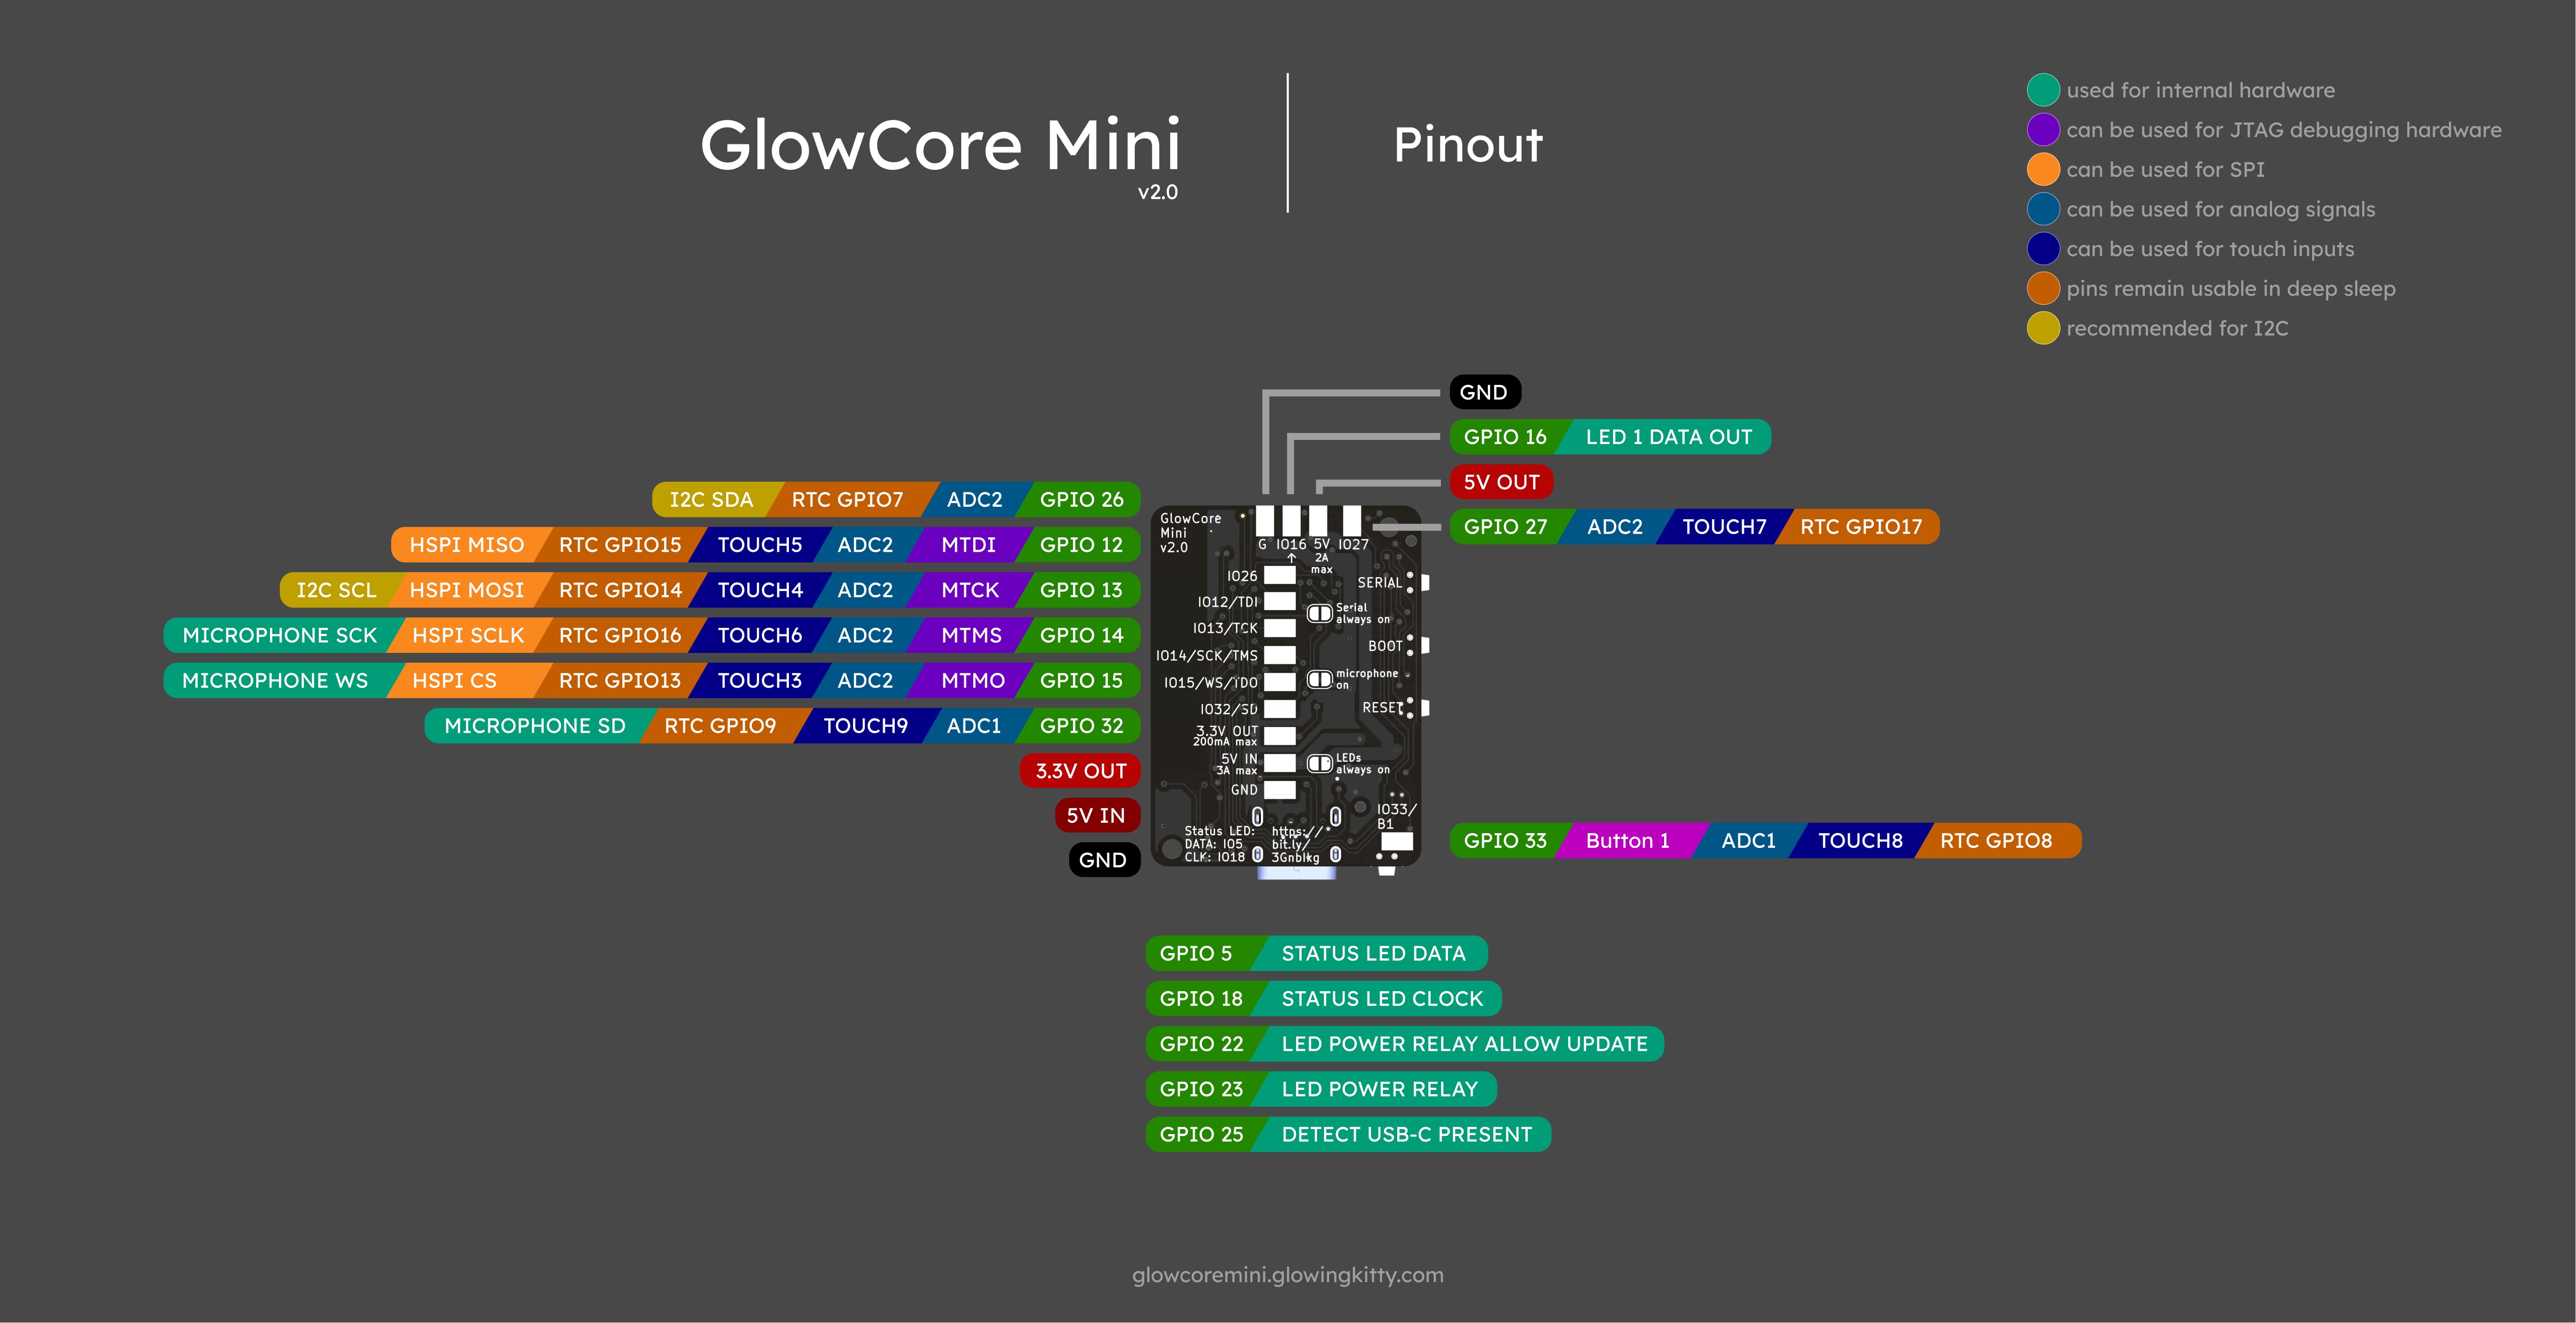 GlowCore Mini
v2.0
Pinout
used for internal hardware
can be used for JTAG debugging hardware
can be used for SPI
can be used for analog signals
can be used for touch inputs
pins remain usable in deep sleep
recommended for I2C
GND
GPIO 16 LED 1 DATA OUT
5V OUT
GPIO 27 ADC2 TOUCH7 RTC GPIO17
I2C SDA RTC GPIO7 ADC2 GPIO 26
HSPI MISO RTC GPIO15 TOUCH5 ADC2 MTDI GPIO 12
I2C SCL HSPI MOSI RTC GPIO14 TOUCH4 ADC2 MTCK GPIO 13
MICROPHONE SCK HSPI SCLK RTC GPIO16 TOUCH6 ADC2 MTMS GPIO 14
MICROPHONE WS HSPI CS RTC GPIO13 TOUCH3 ADC2 MTMO GPIO 15
MICROPHONE SD RTC GPIO9 TOUCH9 ADC1 GPIO 32
3.3V OUT
5V IN
GND
GlowCore
Mini
v2.0
G IO16 5V IO27
2A
max
IO26
IO12/TDI
IO13/TCK
IO14/SCK/TMS
IO15/WS/TDO
IO32/SD
3.3V OUT
200mA max
5V IN
3A max
GND
SERIAL
Serial
always on
BOOT
microphone
on
RESET
LEDs
always on
IO33/
B1
Status LED:
DATA: IO5
CLK: IO18
https://
bit.ly/
3Gnblkg
GPIO 33 Button 1 ADC1 TOUCH8 RTC GPIO8
GPIO 5 STATUS LED DATA
GPIO 18 STATUS LED CLOCK
GPIO 22 LED POWER RELAY ALLOW UPDATE
GPIO 23 LED POWER RELAY
GPIO 25 DETECT USB-C PRESENT
glowcoremini.glowingkitty.com